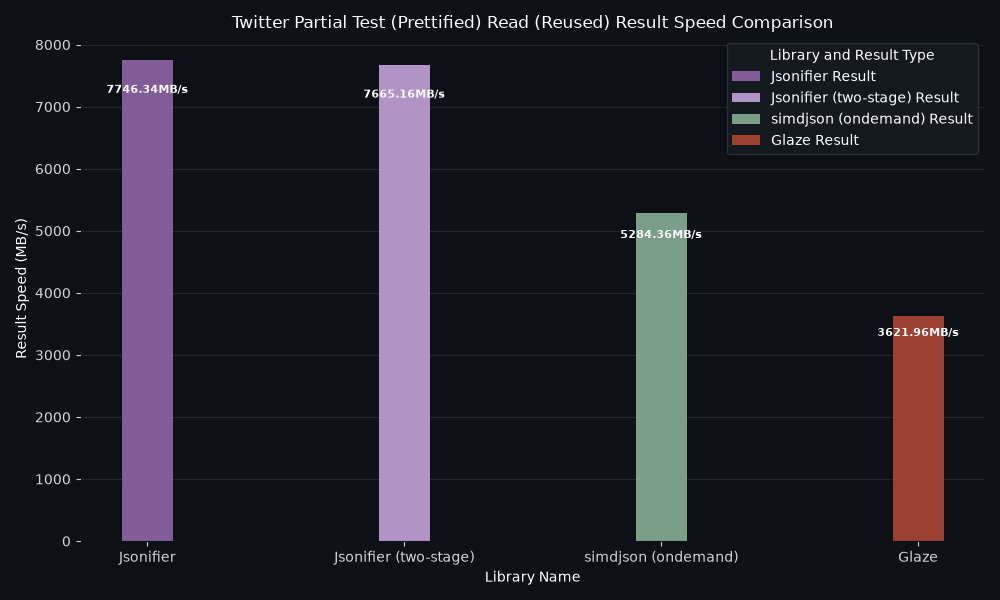 Twitter Partial Test (Prettified) Read (Reused) Result Speed Comparison
Library and Result Type
Jsonifier Result
Jsonifier (two-stage) Result
simdjson (ondemand) Result
Glaze Result
Result Speed (MB/s)
8000
7000
6000
5000
4000
3000
2000
1000
0
7746.34MB/s
7665.16MB/s
5284.36MB/s
3621.96MB/s
Jsonifier
Jsonifier (two-stage)
simdjson (ondemand)
Glaze
Library Name